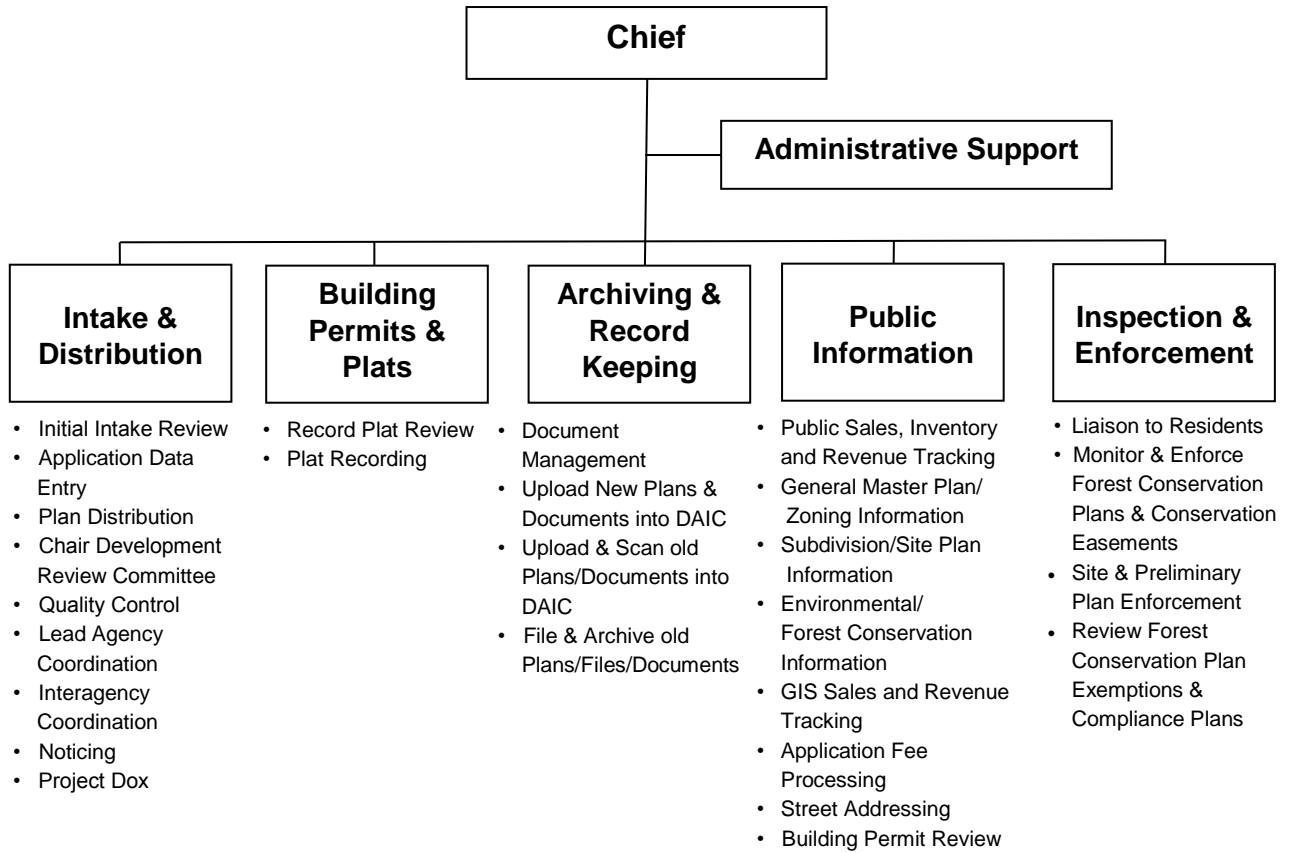 Chief
Administrative Support
Intake &
Distribution
• Initial Intake Review
• Application Data
Entry
• Plan Distribution
• Chair Development
Review Committee
• Quality Control
• Lead Agency
Coordination
• Interagency
Coordination
• Noticing
• Project Dox
Building
Permits &
Plats
• Record Plat Review
• Plat Recording
Archiving &
Record
Keeping
• Document
Management
• Upload New Plans &
Documents into DAIC
• Upload & Scan old
Plans/Documents into
DAIC
• File & Archive old
Plans/Files/Documents
Public
Information
• Public Sales, Inventory
and Revenue Tracking
• General Master Plan/
Zoning Information
• Subdivision/Site Plan
Information
• Environmental/
Forest Conservation
Information
• GIS Sales and Revenue
Tracking
• Application Fee
Processing
• Street Addressing
• Building Permit Review
Inspection &
Enforcement
• Liaison to Residents
• Monitor & Enforce
Forest Conservation
Plans & Conservation
Easements
• Site & Preliminary
Plan Enforcement
• Review Forest
Conservation Plan
Exemptions &
Compliance Plans